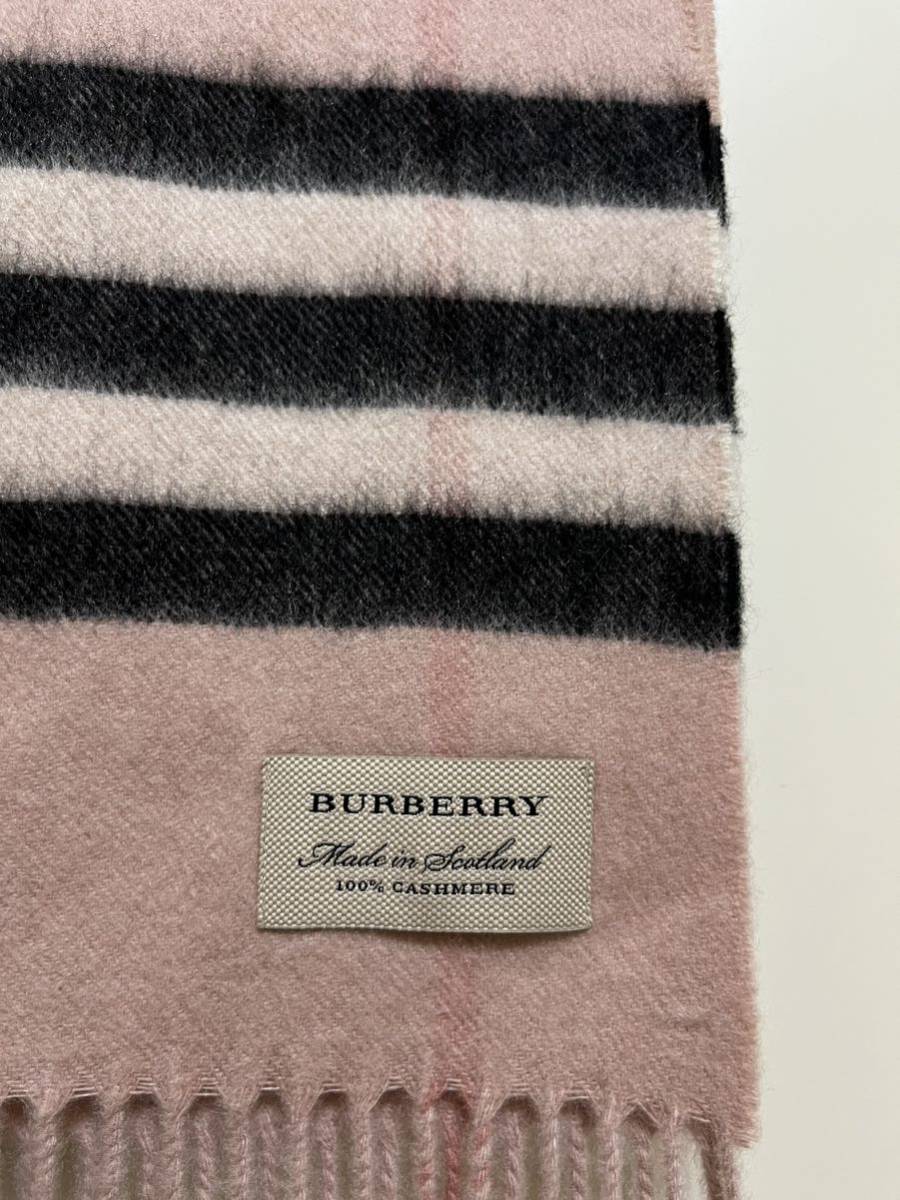 BURBERRY
Made in Scotland
100% CASHMERE